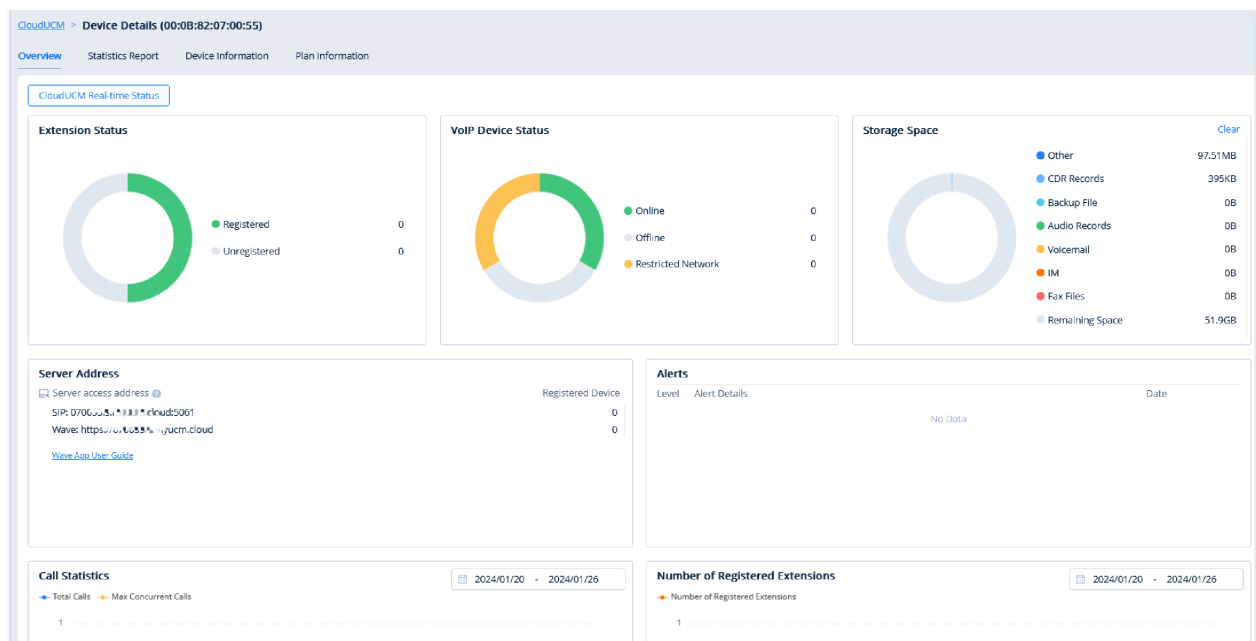 CloudUCM > Device Details (00:0B:82:07:00:55)
Overview Statistics Report Device Information Plan Information
CloudUCM Real-time Status
Extension Status
Registered 0
Unregistered 0
VoIP Device Status
Online 0
Offline 0
Restricted Network 0
Storage Space Clear
Other 97.51MB
CDR Records 395KB
Backup File 0B
Audio Records 0B
Voicemail 0B
IM 0B
Fax Files 0B
Remaining Space 51.9GB
Server Address
Server access address Registered Device
SIP: cloud:5061 0
Wave: 0
Wave App User Guide
Alerts
Level Alert Details Date
No Data
Call Statistics 2024/01/20 - 2024/01/26
Total Calls Max Concurrent Calls
1
Number of Registered Extensions 2024/01/20 - 2024/01/26
Number of Registered Extensions
1